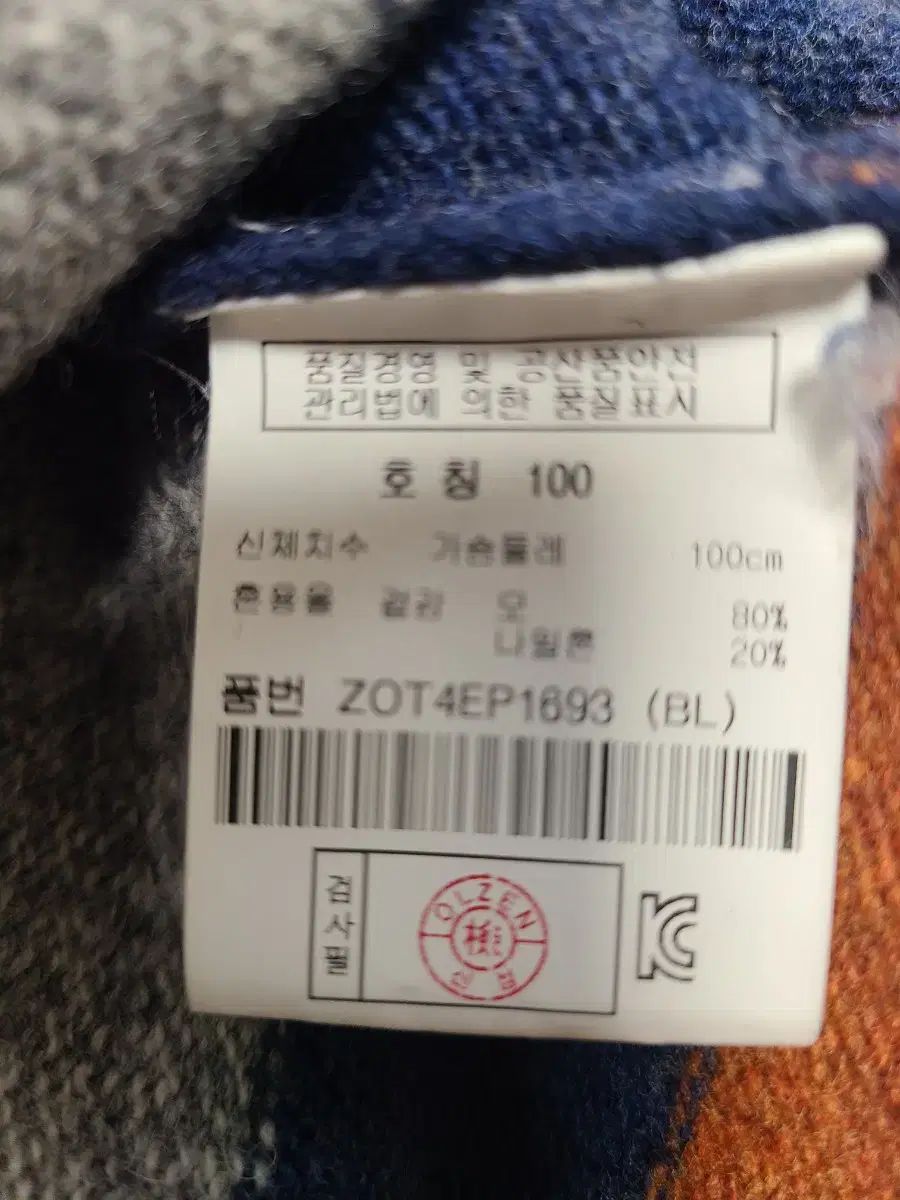 품질경영 및 공산품안전
관리법에 의한 품질표시
호 칭 100
신체치수 가슴둘레 100cm
혼용율 겉감 모 80%
나일론 20%
품번 ZOT4EP1693 (BL)
검사필
OLZEN
KC